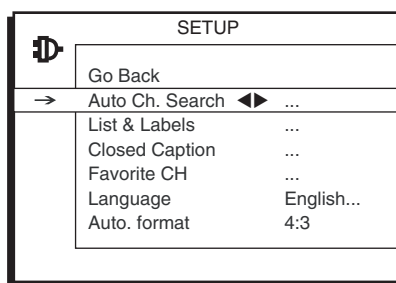 SETUP
Go Back
→ Auto Ch. Search ◀▶ ...
List & Labels ...
Closed Caption ...
Favorite CH ...
Language English...
Auto. format 4:3